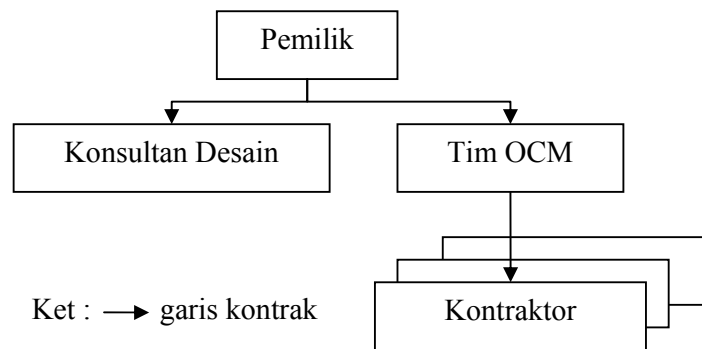 Pemilik
Konsultan Desain
Tim OCM
Kontraktor
Ket : → garis kontrak